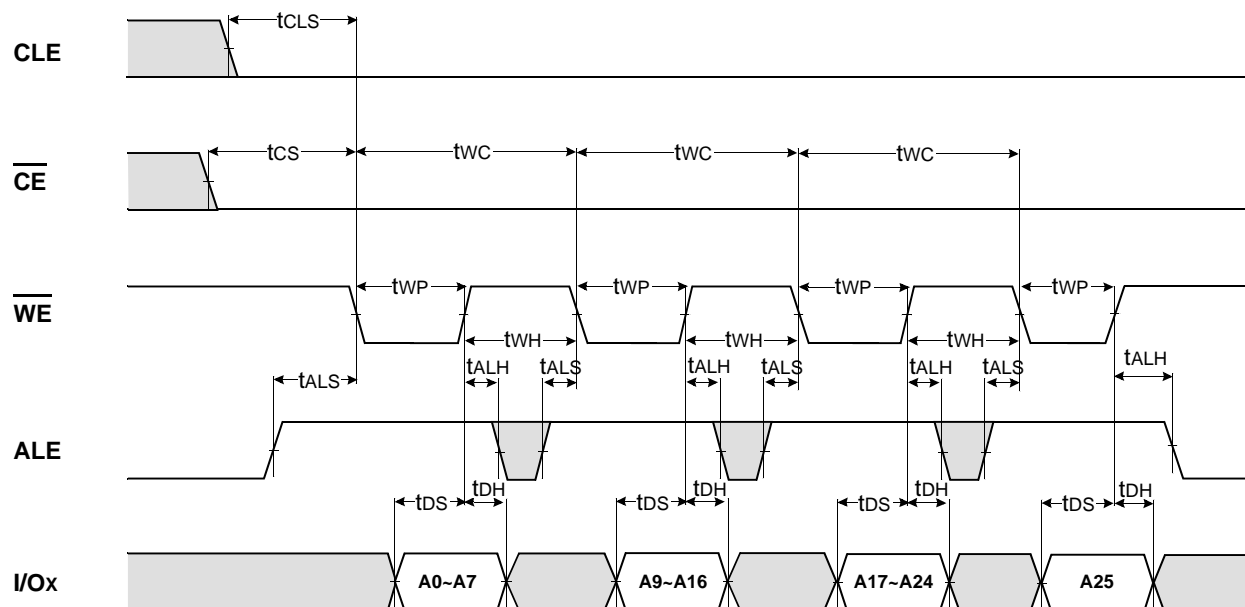 CLE
tCLS
CE
tCS tWC tWC tWC
WE
tWP tWP tWP tWP
tWH tWH tWH
tALS tALH tALS tALH tALS tALH tALS tALH
ALE
tDS tDH tDS tDH tDS tDH tDS tDH
I/Ox A0~A7 A9~A16 A17~A24 A25